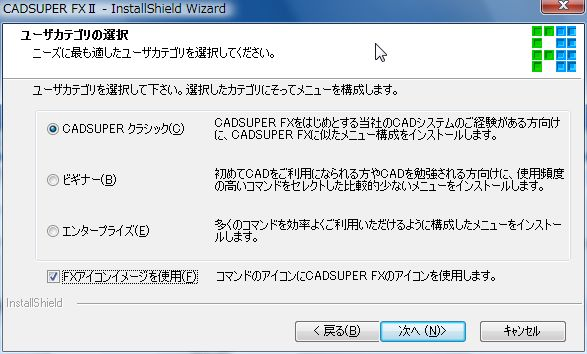 CADSUPER FXⅡ - InstallShield Wizard
ユーザカテゴリの選択
ニーズに最も適したユーザカテゴリを選択してください。
ユーザカテゴリを選択して下さい。選択したカテゴリにそってメニューを構成します。
CADSUPER クラシック(C)
CADSUPER FXをはじめとする当社のCADシステムのご経験がある方向け
に、CADSUPER FXに似たメニュー構成をインストールします。
ビギナー(B)
初めてCADをご利用になられる方やCADを勉強される方向けに、使用頻度
の高いコマンドをセレクトした比較的少ないメニューをインストールします。
エンタープライズ(E)
多くのコマンドを効率よくご利用いただけるように構成したメニューをインストー
ルします。
FXアイコンイメージを使用(F)
コマンドのアイコンにCADSUPER FXのアイコンを使用します。
InstallShield
< 戻る(B)
次へ (N)>
キャンセル